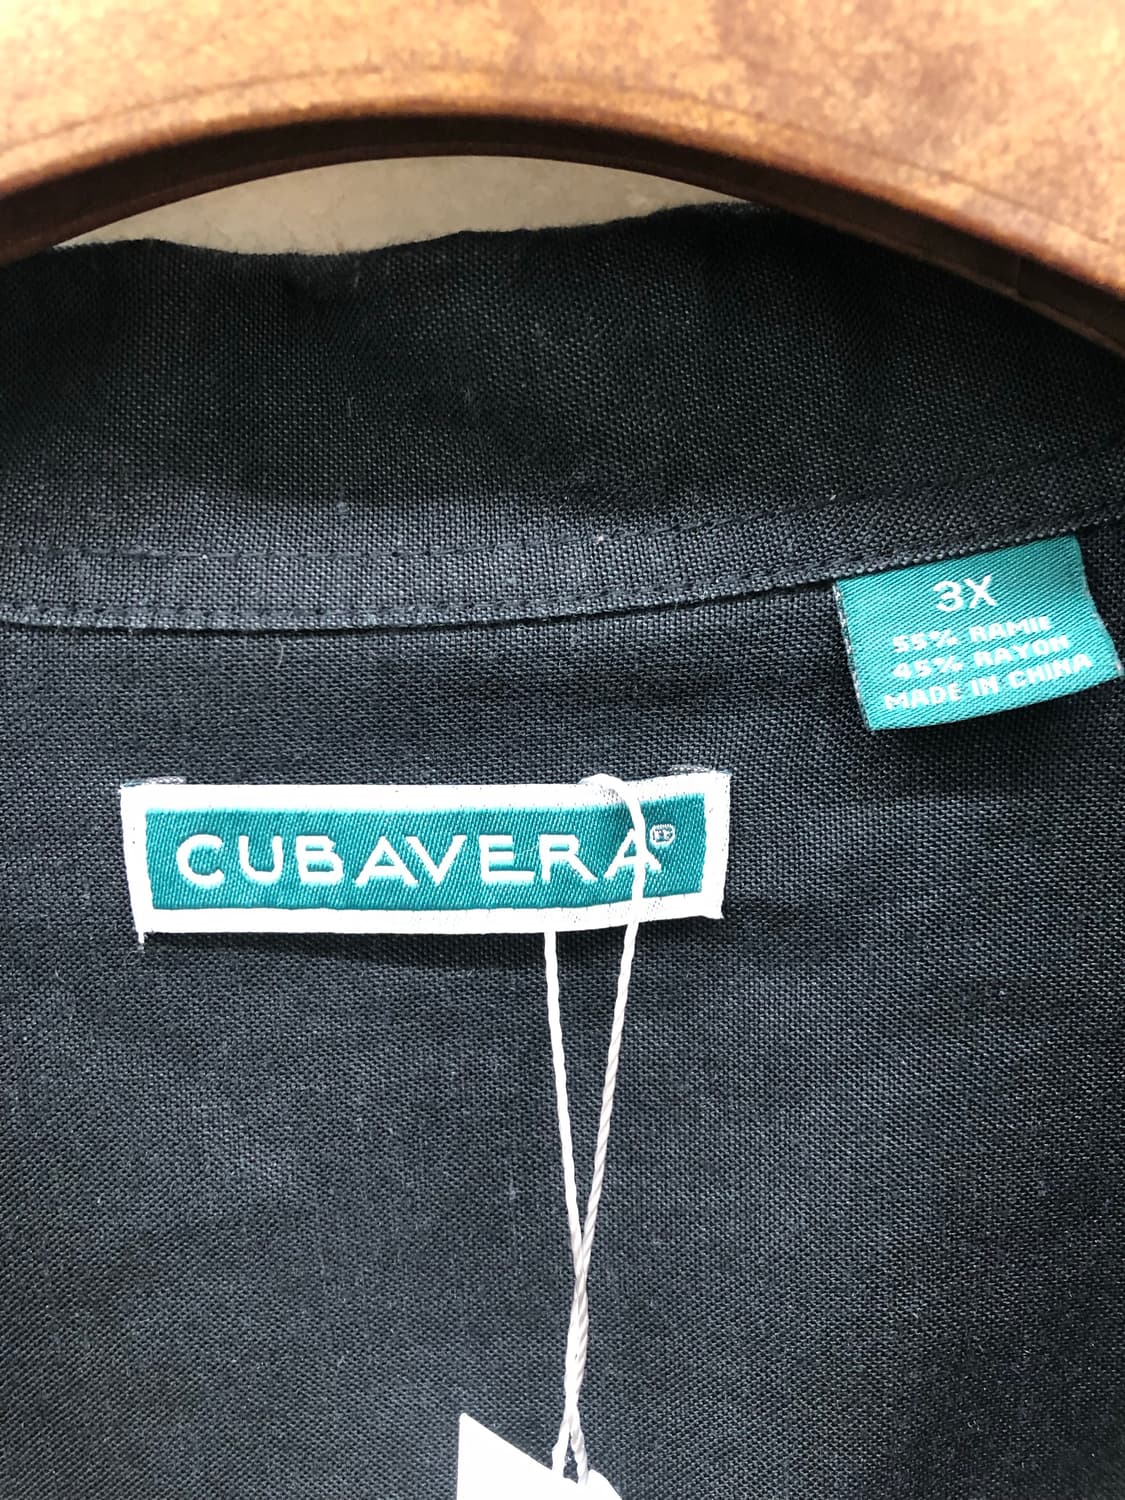 3X
55% RAMIE
45% RAYON
MADE IN CHINA
CUBAVERA®